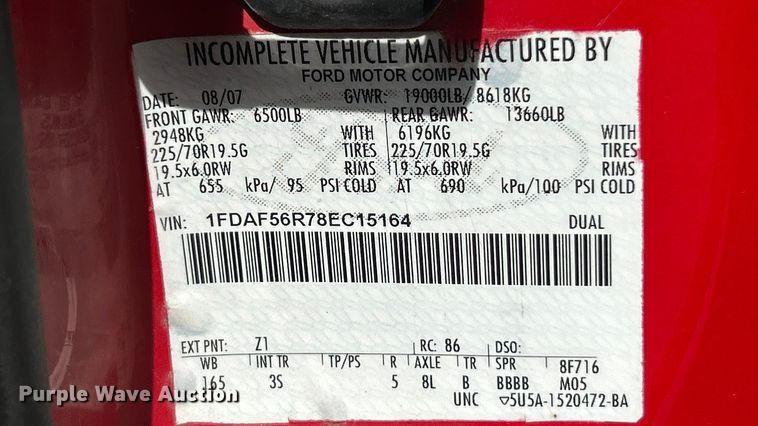 INCOMPLETE VEHICLE MANUFACTURED BY
FORD MOTOR COMPANY
DATE: 08/07 GVWR: 19000LB/ 8618KG
FRONT GAWR: 6500LB REAR GAWR: 13660LB
2948KG WITH 6196KG WITH
225/70R19.5G TIRES 225/70R19.5G TIRES
19.5x6.0RW RIMS 19.5x6.0RW RIMS
AT 655 kPa/ 95 PSI COLD AT 690 kPa/100 PSI COLD
VIN: 1FDAF56R78EC15164 DUAL
EXT PNT: Z1 RC: 86 DSO:
WB INT TR TP/PS R AXLE TR SPR 8F716
165 3S 5 8L B BBBB M05
UNC ▽5U5A-1520472-BA
Purple Wave Auction